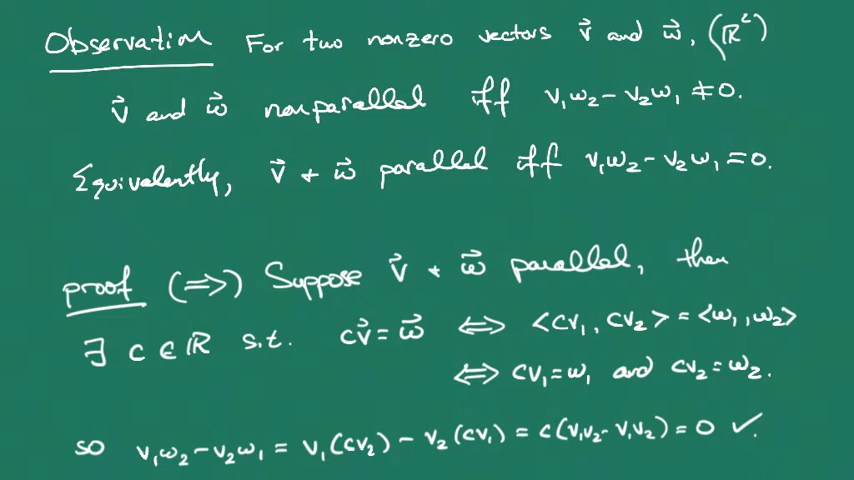 Observation For two nonzero vectors v⃗ and w⃗, (ℝ²)
v⃗ and w⃗ nonparallel iff v₁w₂ - v₂w₁ ≠ 0.
Equivalently, v⃗ + w⃗ parallel iff v₁w₂ - v₂w₁ = 0.
proof (⇒) Suppose v⃗ + w⃗ parallel, then
∃ c ∈ ℝ s.t. cv⃗ = w⃗ ⇔ <cv₁, cv₂> = <w₁, w₂>
⇔ cv₁ = w₁ and cv₂ = w₂.
so v₁w₂ - v₂w₁ = v₁(cv₂) - v₂(cv₁) = c(v₁v₂ - v₁v₂) = 0 ✓.